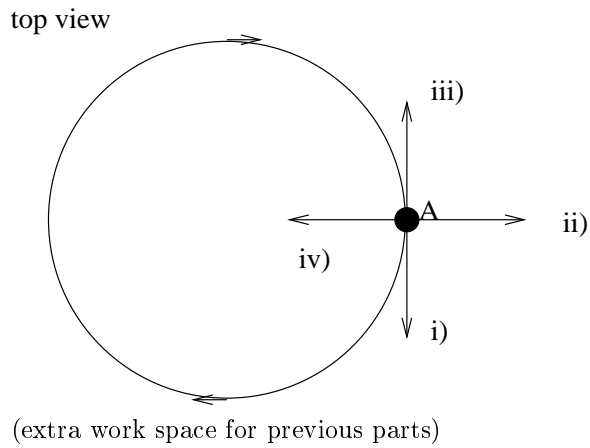 top view
iii)
A
ii)
iv)
i)
(extra work space for previous parts)